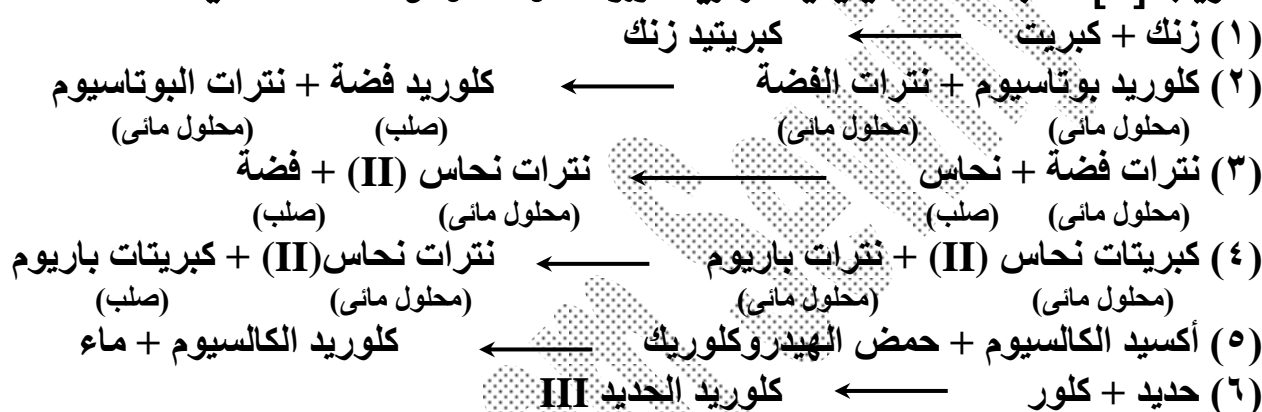 (١) زنك + كبريت ← كبريتيد زنك
(٢) كلوريد بوتاسيوم + نترات الفضة ← كلوريد فضة + نترات البوتاسيوم
(محلول مائى) (محلول مائى) (صلب) (محلول مائى)
(٣) نترات فضة + نحاس ← نترات نحاس (II) + فضة
(محلول مائى) (صلب) (محلول مائى) (صلب)
(٤) كبريتات نحاس (II) + نترات باريوم ← نترات نحاس(II) + كبريتات باريوم
(محلول مائى) (محلول مائى) (محلول مائى) (صلب)
(٥) أكسيد الكالسيوم + حمض الهيدروكلوريك ← كلوريد الكالسيوم + ماء
(٦) حديد + كلور ← كلوريد الحديد III